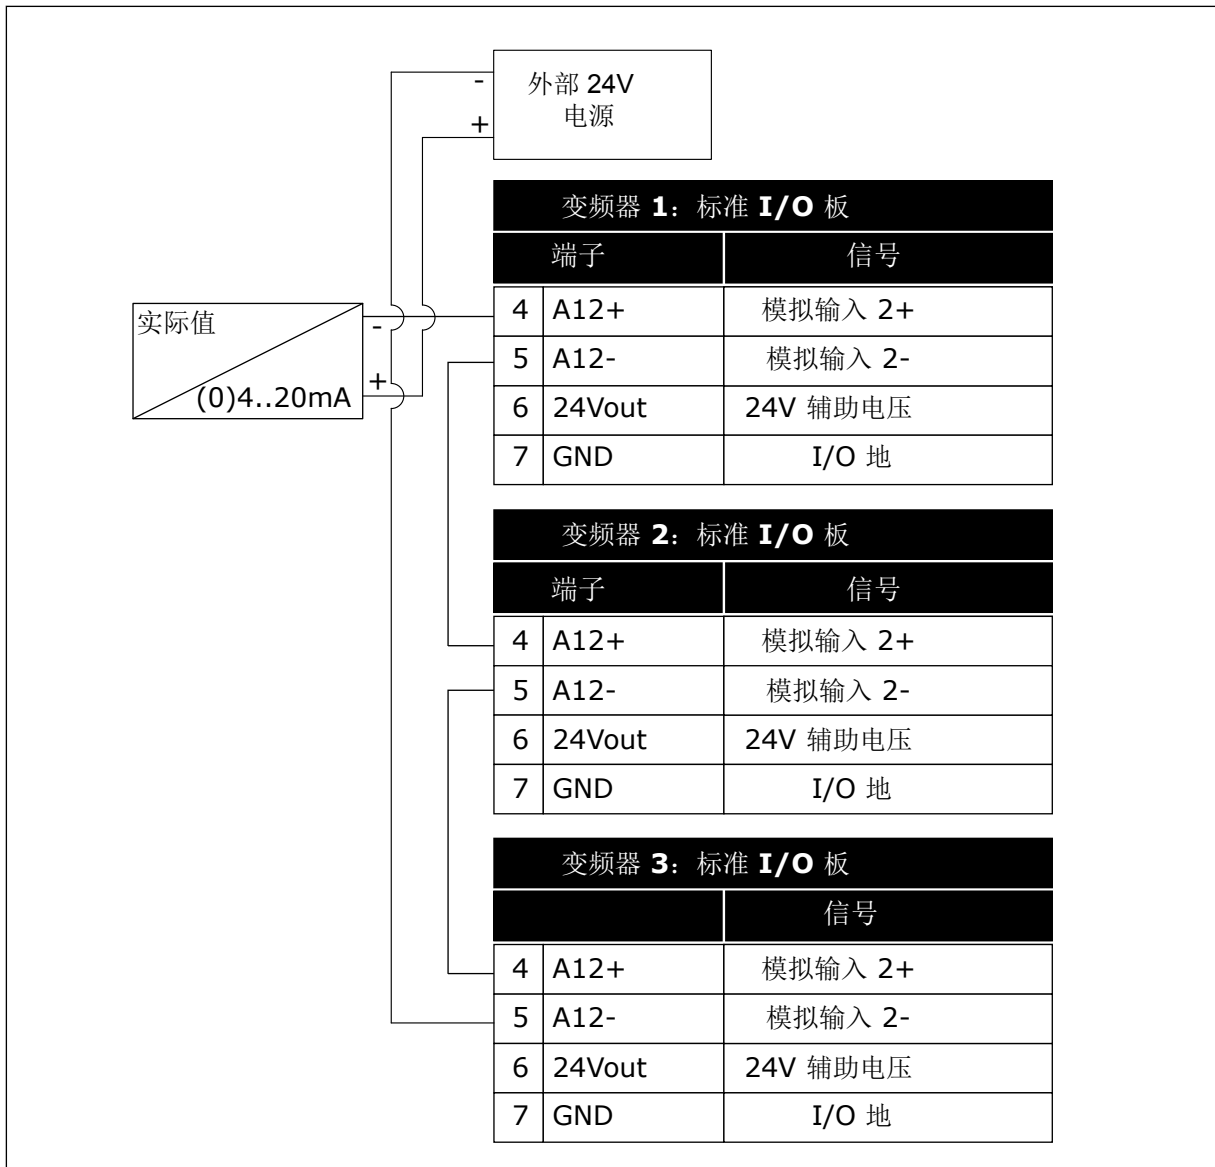 -
外部 24V
电源
+
变频器 1：标准 I/O 板
端子 信号
实际值
-
+
(0)4..20mA
4 A12+ 模拟输入 2+
5 A12- 模拟输入 2-
6 24Vout 24V 辅助电压
7 GND I/O 地
变频器 2：标准 I/O 板
端子 信号
4 A12+ 模拟输入 2+
5 A12- 模拟输入 2-
6 24Vout 24V 辅助电压
7 GND I/O 地
变频器 3：标准 I/O 板
信号
4 A12+ 模拟输入 2+
5 A12- 模拟输入 2-
6 24Vout 24V 辅助电压
7 GND I/O 地